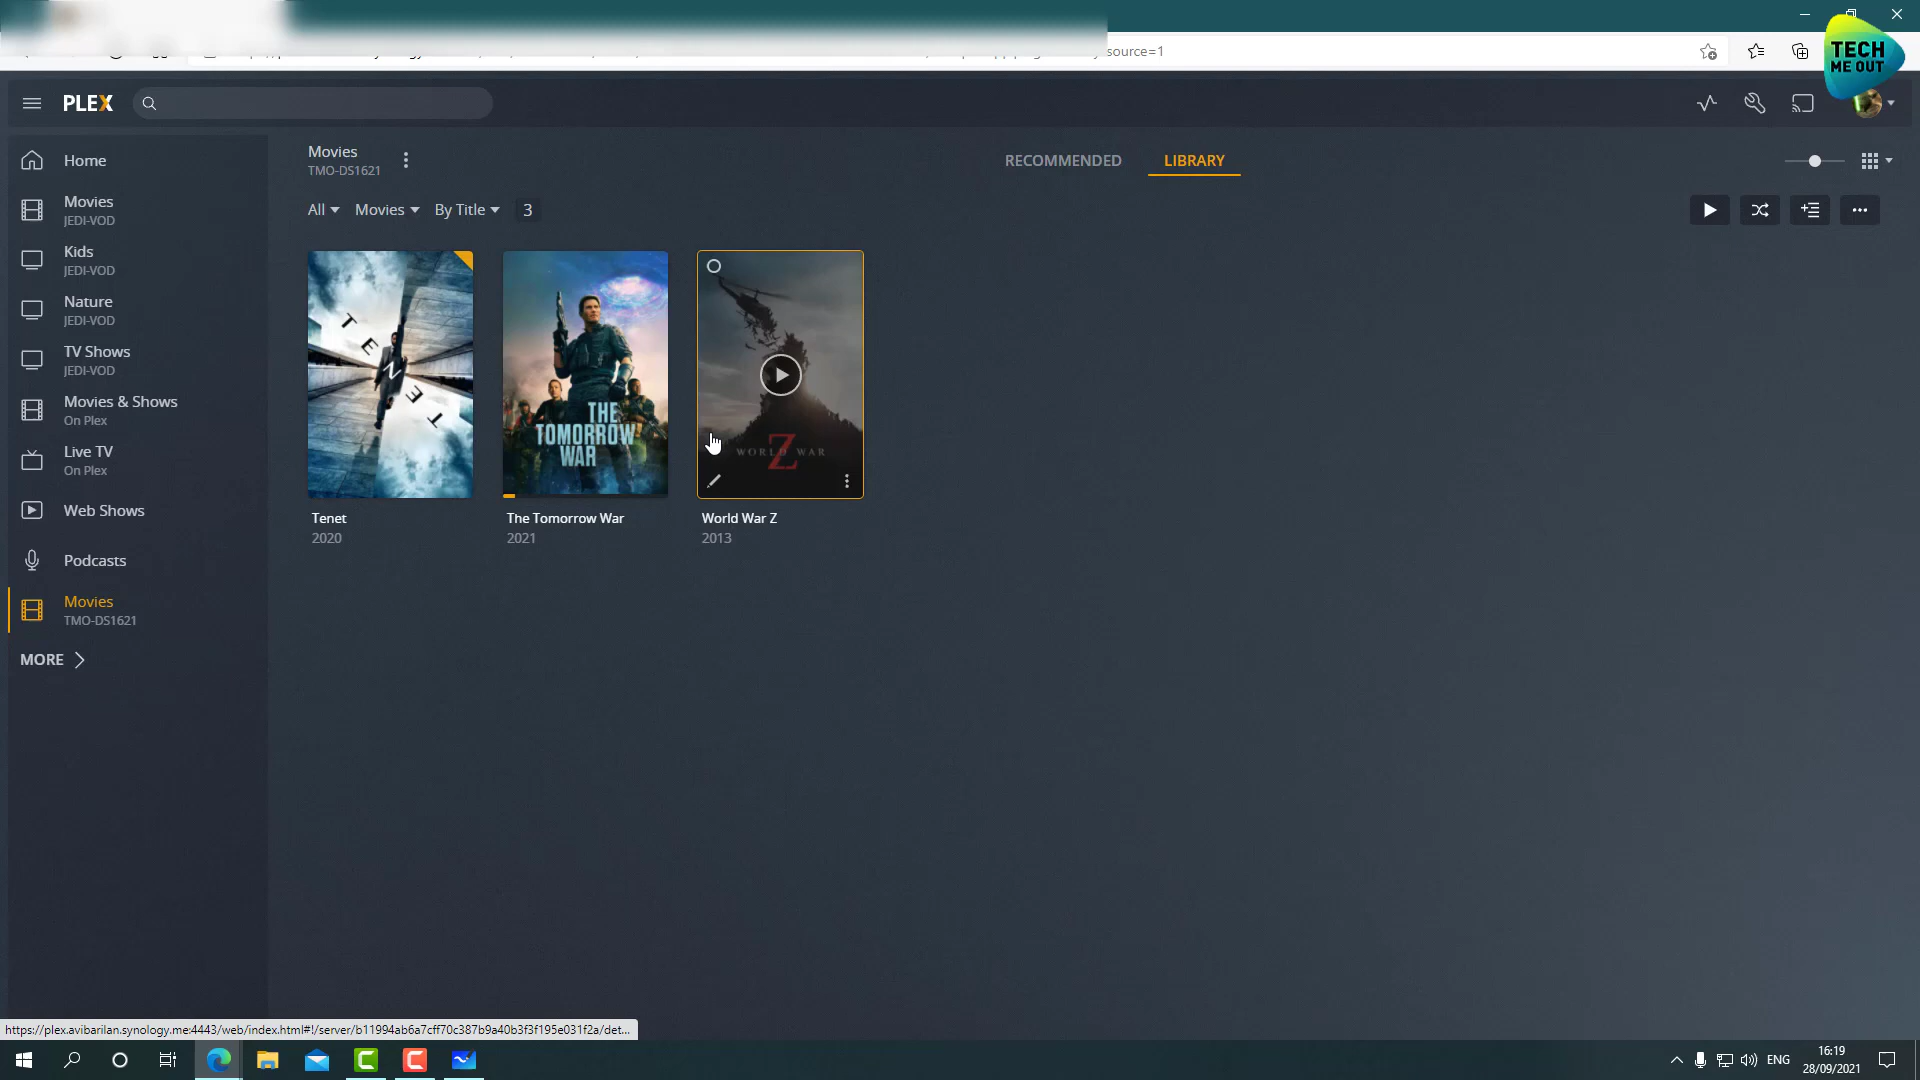 source=1
TECH
ME OUT
PLEX
Home
Movies
JEDI-VOD
Kids
JEDI-VOD
Nature
JEDI-VOD
TV Shows
JEDI-VOD
Movies & Shows
On Plex
Live TV
On Plex
Web Shows
Podcasts
Movies
TMO-DS1621
MORE
Movies
TMO-DS1621
RECOMMENDED
LIBRARY
All
Movies
By Title
3
TENET
THE
TOMORROW
WAR
WORLD WAR
Z
Tenet
2020
The Tomorrow War
2021
World War Z
2013
https://plex.avibarilan.synology.me:4443/web/index.html#!/server/b11994ab6a7cff70c387b9a40b3f3f195e031f2a/det...
ENG
16:19
28/09/2021